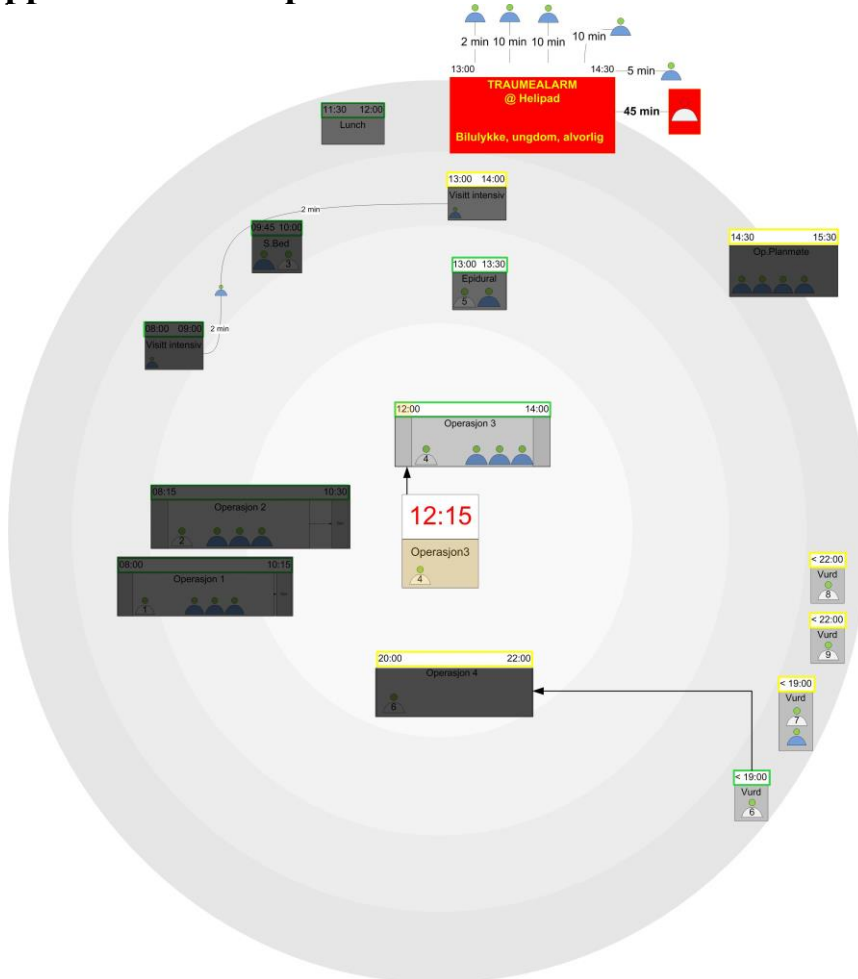 2 min
10 min
10 min
10 min
13:00
14:30
5 min
TRAUMEALARM
@ Helipad
45 min
Bilulykke, ungdom, alvorlig
11:30 12:00
Lunch
13:00 14:00
Visitt intensiv
2 min
09:45 10:00
S.Bed
3
14:30 15:30
Op.Planmøte
13:00 13:30
Epidural
5
08:00 09:00
2 min
Visitt intensiv
12:00 14:00
Operasjon 3
4
08:15 10:30
Operasjon 2
2
12:15
Operasjon3
4
08:00 10:15
Operasjon 1
1
< 22:00
Vurd
8
< 22:00
Vurd
9
20:00 22:00
Operasjon 4
6
< 19:00
Vurd
7
< 19:00
Vurd
6